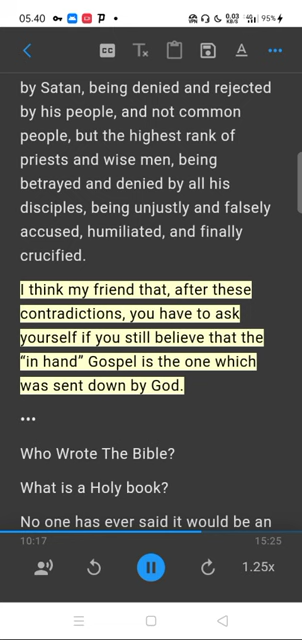 05.40
0.03 KB/S
4G
95%
CC
by Satan, being denied and rejected
by his people, and not common
people, but the highest rank of
priests and wise men, being
betrayed and denied by all his
disciples, being unjustly and falsely
accused, humiliated, and finally
crucified.
I think my friend that, after these
contradictions, you have to ask
yourself if you still believe that the
“in hand” Gospel is the one which
was sent down by God.
•••
Who Wrote The Bible?
What is a Holy book?
No one has ever said it would be an
10:17 15:25
1.25x